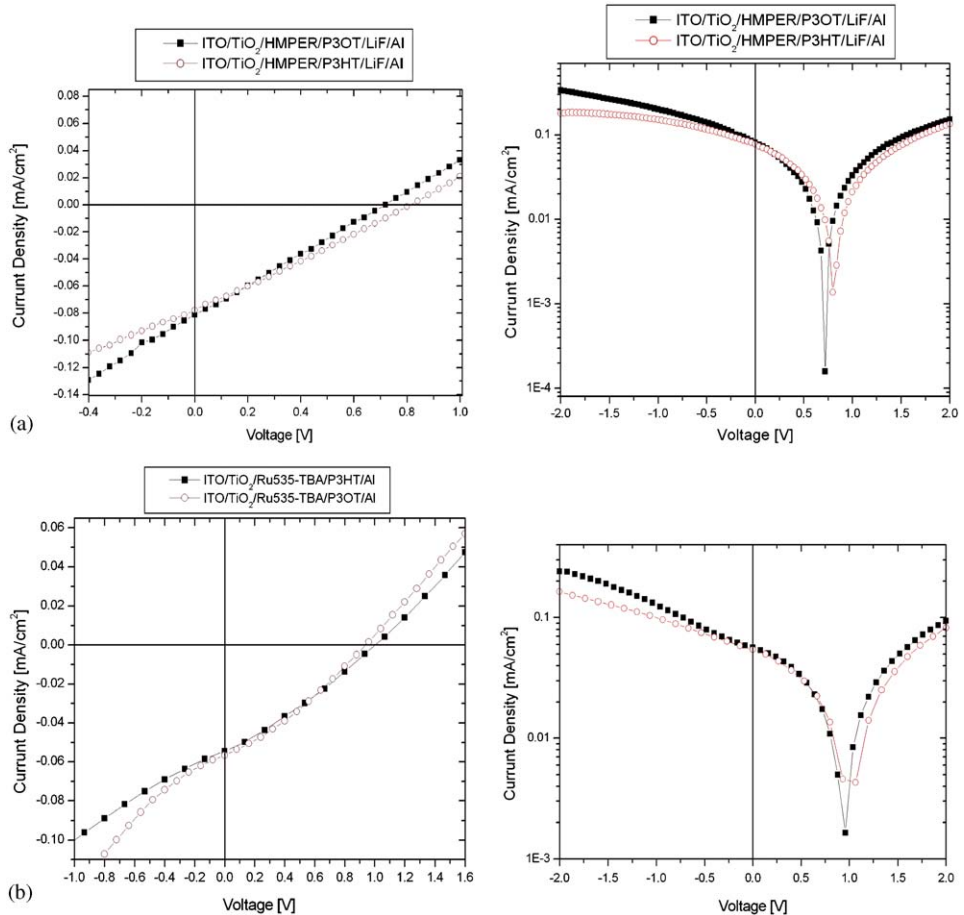 ITO/TiO2/HMPER/P3OT/LiF/Al
ITO/TiO2/HMPER/P3HT/LiF/Al
0.08
0.06
0.04
0.02
0.00
-0.02
-0.04
-0.06
-0.08
-0.10
-0.12
-0.14
Currunt Density [mA/cm2]
-0.4 -0.2 0.0 0.2 0.4 0.6 0.8 1.0
Voltage [V]
(a)
ITO/TiO2/HMPER/P3OT/LiF/Al
ITO/TiO2/HMPER/P3HT/LiF/Al
0.1
0.01
1E-3
1E-4
Currunt Density [mA/cm2]
-2.0 -1.5 -1.0 -0.5 0.0 0.5 1.0 1.5 2.0
Voltage [V]
ITO/TiO2/Ru535-TBA/P3HT/Al
ITO/TiO2/Ru535-TBA/P3OT/Al
0.06
0.04
0.02
0.00
-0.02
-0.04
-0.06
-0.08
-0.10
Currunt Density [mA/cm2]
-1.0 -0.8 -0.6 -0.4 -0.2 0.0 0.2 0.4 0.6 0.8 1.0 1.2 1.4 1.6
Voltage [V]
(b)
0.1
0.01
1E-3
Currunt Density [mA/cm2]
-2.0 -1.5 -1.0 -0.5 0.0 0.5 1.0 1.5 2.0
Voltage [V]